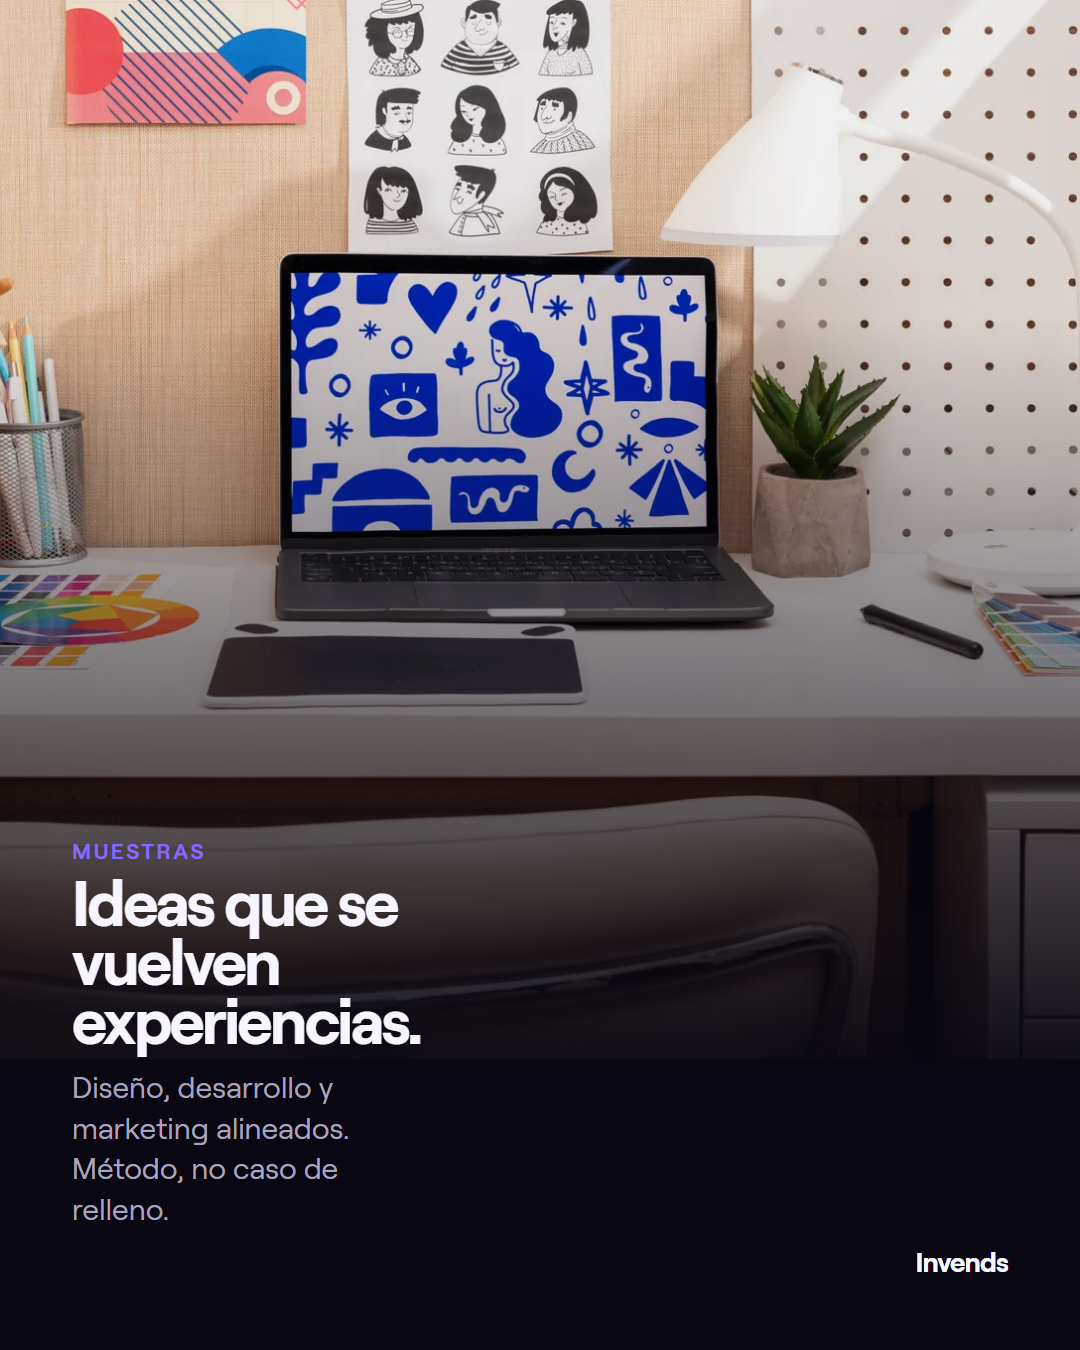 MUESTRAS
Ideas que se
vuelven
experiencias.
Diseño, desarrollo y
marketing alineados.
Método, no caso de
relleno.
Invends